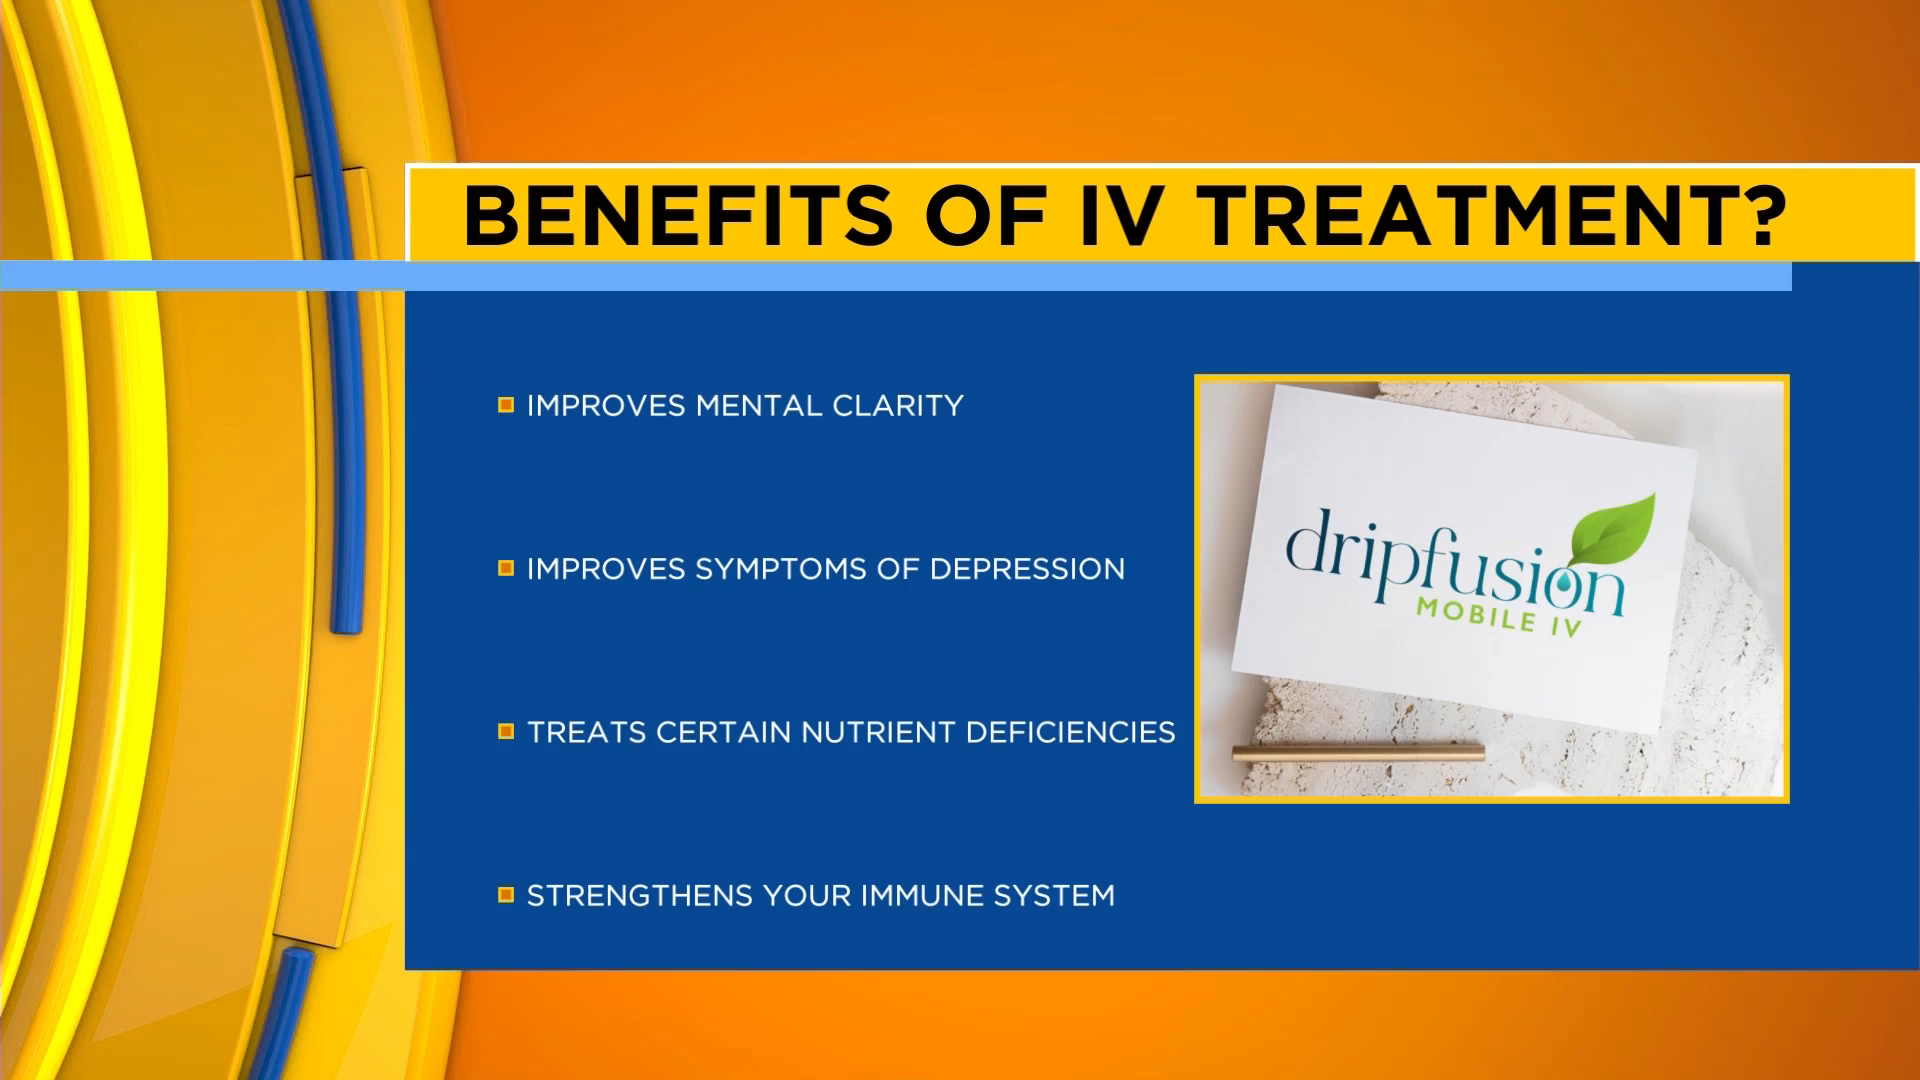 BENEFITS OF IV TREATMENT?
IMPROVES MENTAL CLARITY
IMPROVES SYMPTOMS OF DEPRESSION
TREATS CERTAIN NUTRIENT DEFICIENCIES
STRENGTHENS YOUR IMMUNE SYSTEM
dripfusion
MOBILE IV